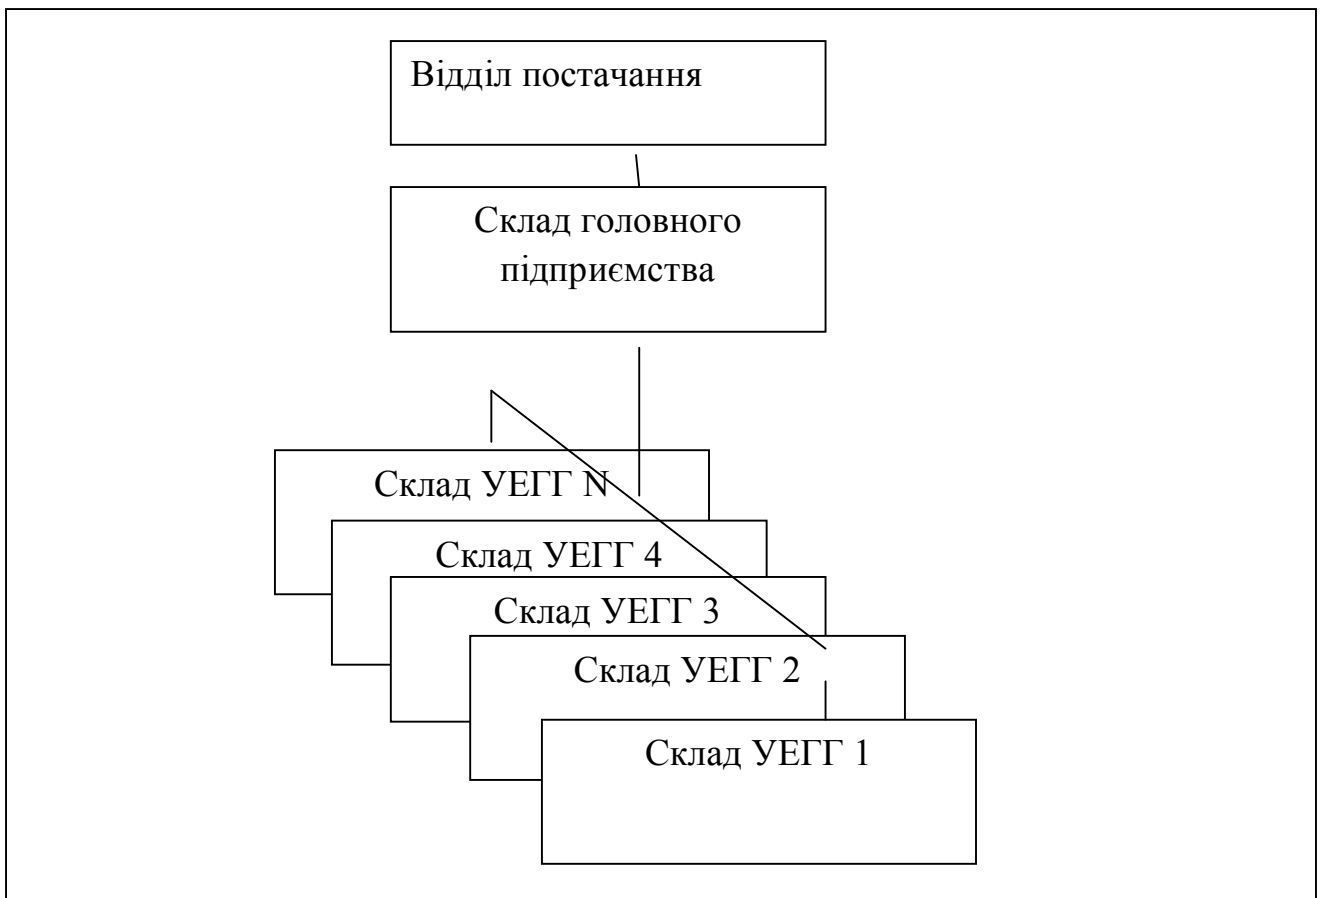 Відділ постачання
Склад головного
підприємства
Склад УЕГГ N
Склад УЕГГ 4
Склад УЕГГ 3
Склад УЕГГ 2
Склад УЕГГ 1